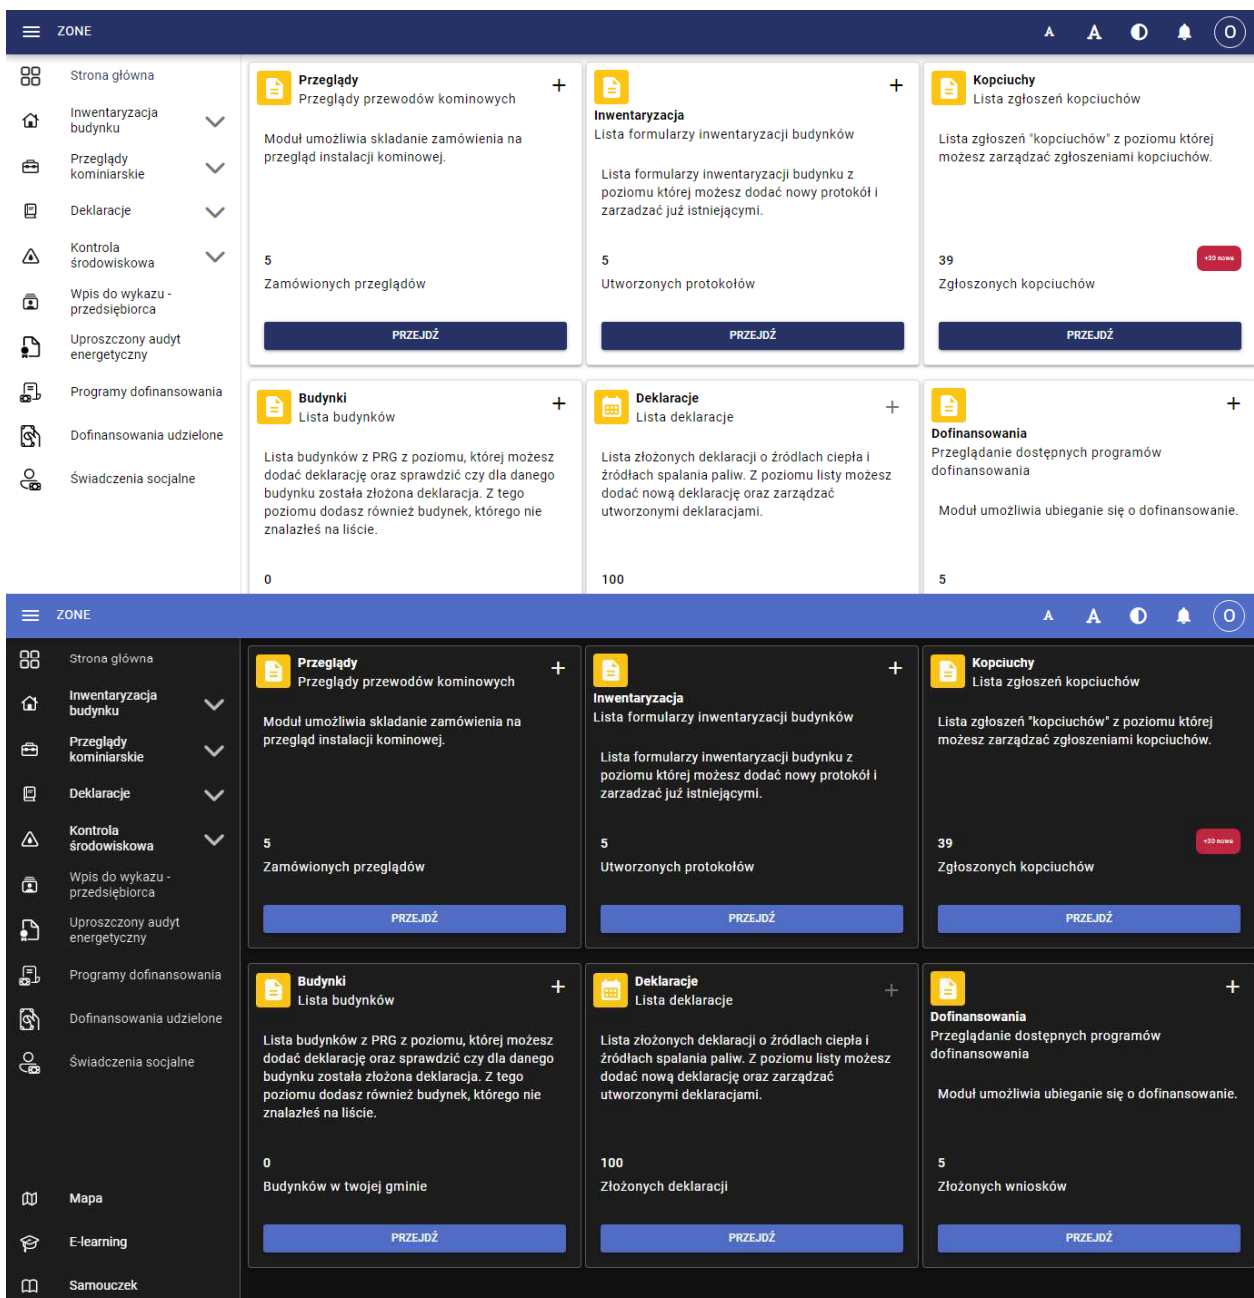 ZONE
A A O
Strona główna
Inwentaryzacja
budynku
Przeglądy
kominiarskie
Deklaracje
Kontrola
środowiskowa
Wpis do wykazu -
przedsiębiorca
Uproszczony audyt
energetyczny
Programy dofinansowania
Dofinansowania udzielone
Świadczenia socjalne
Przeglądy
Przeglądy przewodów kominowych
Moduł umożliwia skladanie zamówienia na
przegląd instalacji kominowej.
5
Zamówionych przeglądów
PRZEJDŹ
Inwentaryzacja
Lista formularzy inwentaryzacji budynków
Lista formularzy inwentaryzacji budynku z
poziomu której możesz dodać nowy protokół i
zarzadzać już istniejącymi.
5
Utworzonych protokołów
PRZEJDŹ
Kopciuchy
Lista zgłoszeń kopciuchów
Lista zgłoszeń "kopciuchów" z poziomu której
możesz zarządzać zgłoszeniami kopciuchów.
39
Zgłoszonych kopciuchów
PRZEJDŹ
Budynki
Lista budynków
Lista budynków z PRG z poziomu, której możesz
dodać deklarację oraz sprawdzić czy dla danego
budynku została złożona deklaracja. Z tego
poziomu dodasz również budynek, którego nie
znalazłeś na liście.
0
Deklaracje
Lista deklaracje
Lista złożonych deklaracji o źródlach ciepła i
źródłach spalania paliw. Z poziomu listy możesz
dodać nową deklarację oraz zarządzać
utworzonymi deklaracjami.
100
Dofinansowania
Przeglądanie dostępnych programów
dofinansowania
Moduł umożliwia ubieganie się o dofinansowanie.
5
ZONE
A A O
Strona główna
Inwentaryzacja
budynku
Przeglądy
kominiarskie
Deklaracje
Kontrola
środowiskowa
Wpis do wykazu -
przedsiębiorca
Uproszczony audyt
energetyczny
Programy dofinansowania
Dofinansowania udzielone
Świadczenia socjalne
Mapa
E-learning
Samouczek
Przeglądy
Przeglądy przewodów kominowych
Moduł umożliwia skladanie zamówienia na
przegląd instalacji kominowej.
5
Zamówionych przeglądów
PRZEJDŹ
Inwentaryzacja
Lista formularzy inwentaryzacji budynków
Lista formularzy inwentaryzacji budynku z
poziomu której możesz dodać nowy protokół i
zarzadzać już istniejącymi.
5
Utworzonych protokołów
PRZEJDŹ
Kopciuchy
Lista zgłoszeń kopciuchów
Lista zgłoszeń "kopciuchów" z poziomu której
możesz zarządzać zgłoszeniami kopciuchów.
39
Zgłoszonych kopciuchów
PRZEJDŹ
Budynki
Lista budynków
Lista budynków z PRG z poziomu, której możesz
dodać deklarację oraz sprawdzić czy dla danego
budynku została złożona deklaracja. Z tego
poziomu dodasz również budynek, którego nie
znalazłeś na liście.
0
Budynków w twojej gminie
PRZEJDŹ
Deklaracje
Lista deklaracje
Lista złożonych deklaracji o źródlach ciepła i
źródłach spalania paliw. Z poziomu listy możesz
dodać nową deklarację oraz zarządzać
utworzonymi deklaracjami.
100
Złożonych deklaracji
PRZEJDŹ
Dofinansowania
Przeglądanie dostępnych programów
dofinansowania
Moduł umożliwia ubieganie się o dofinansowanie.
5
Złożonych wniosków
PRZEJDŹ